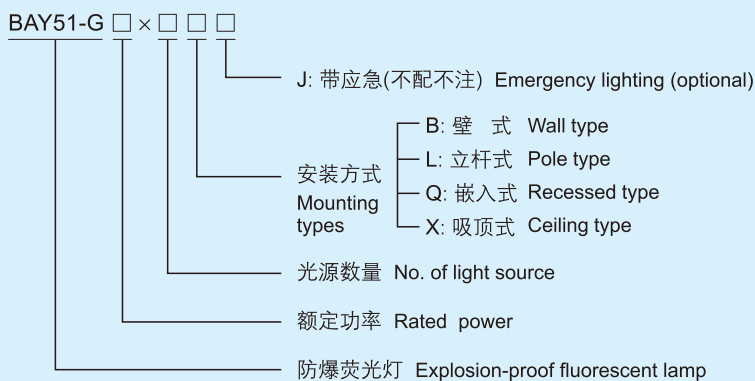 BAY51-G □ × □ □ □
J: 带应急(不配不注) Emergency lighting (optional)
B: 壁 式 Wall type
L: 立杆式 Pole type
安装方式
Mounting
types
Q: 嵌入式 Recessed type
X: 吸顶式 Ceiling type
光源数量 No. of light source
额定功率 Rated power
防爆荧光灯 Explosion-proof fluorescent lamp